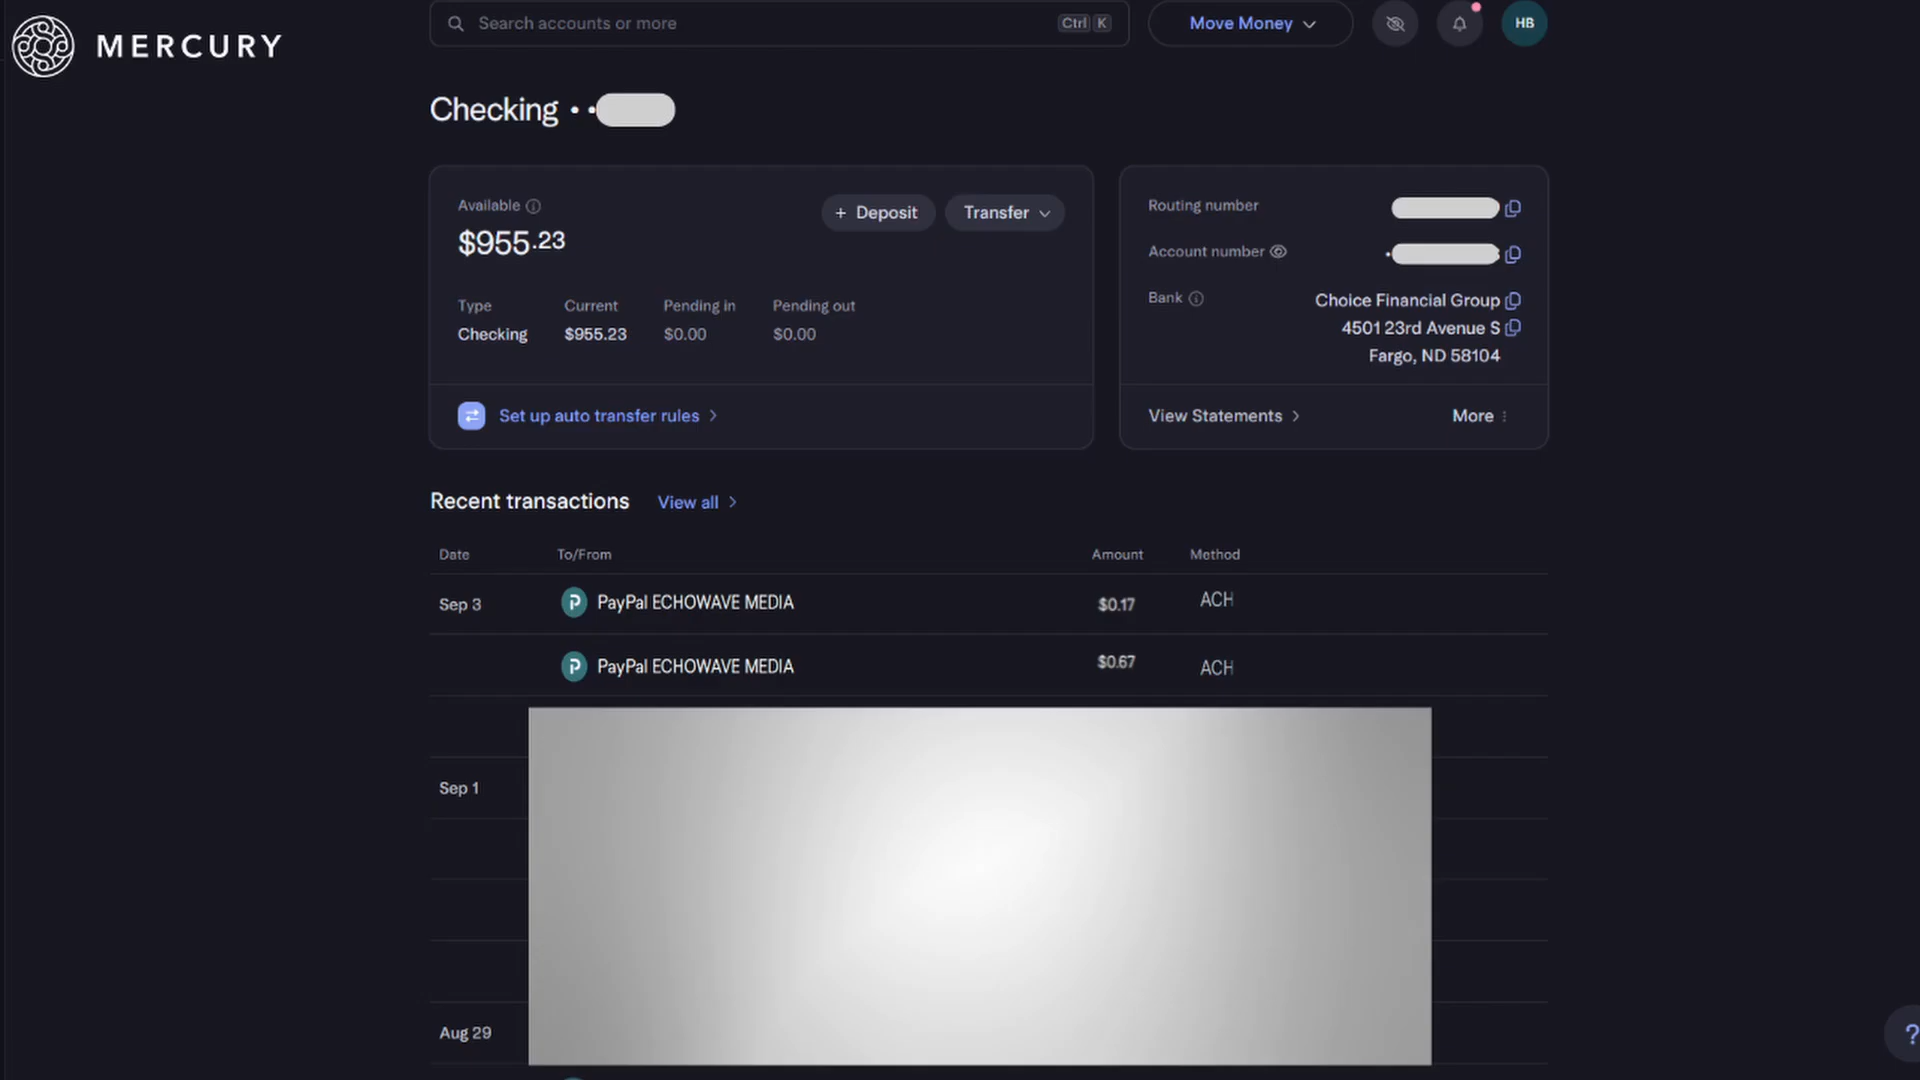 MERCURY
Search accounts or more
Ctrl K
Move Money
HB
Checking ••
Available
$955.23
+ Deposit
Transfer
Type
Current
Pending in
Pending out
Checking
$955.23
$0.00
$0.00
Set up auto transfer rules
Routing number
Account number
Bank
Choice Financial Group
4501 23rd Avenue S
Fargo, ND 58104
View Statements
More
Recent transactions
View all
Date
To/From
Amount
Method
Sep 3
PayPal ECHOWAVE MEDIA
$0.17
ACH
PayPal ECHOWAVE MEDIA
$0.67
ACH
Sep 1
Aug 29
?